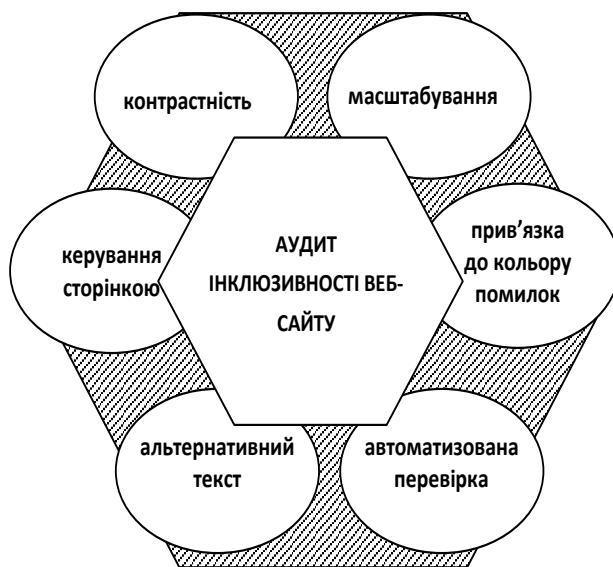 контрастність
масштабування
керування
сторінкою
АУДИТ
ІНКЛЮЗИВНОСТІ ВЕБ-
САЙТУ
прив’язка
до кольору
помилок
альтернативний
текст
автоматизована
перевірка